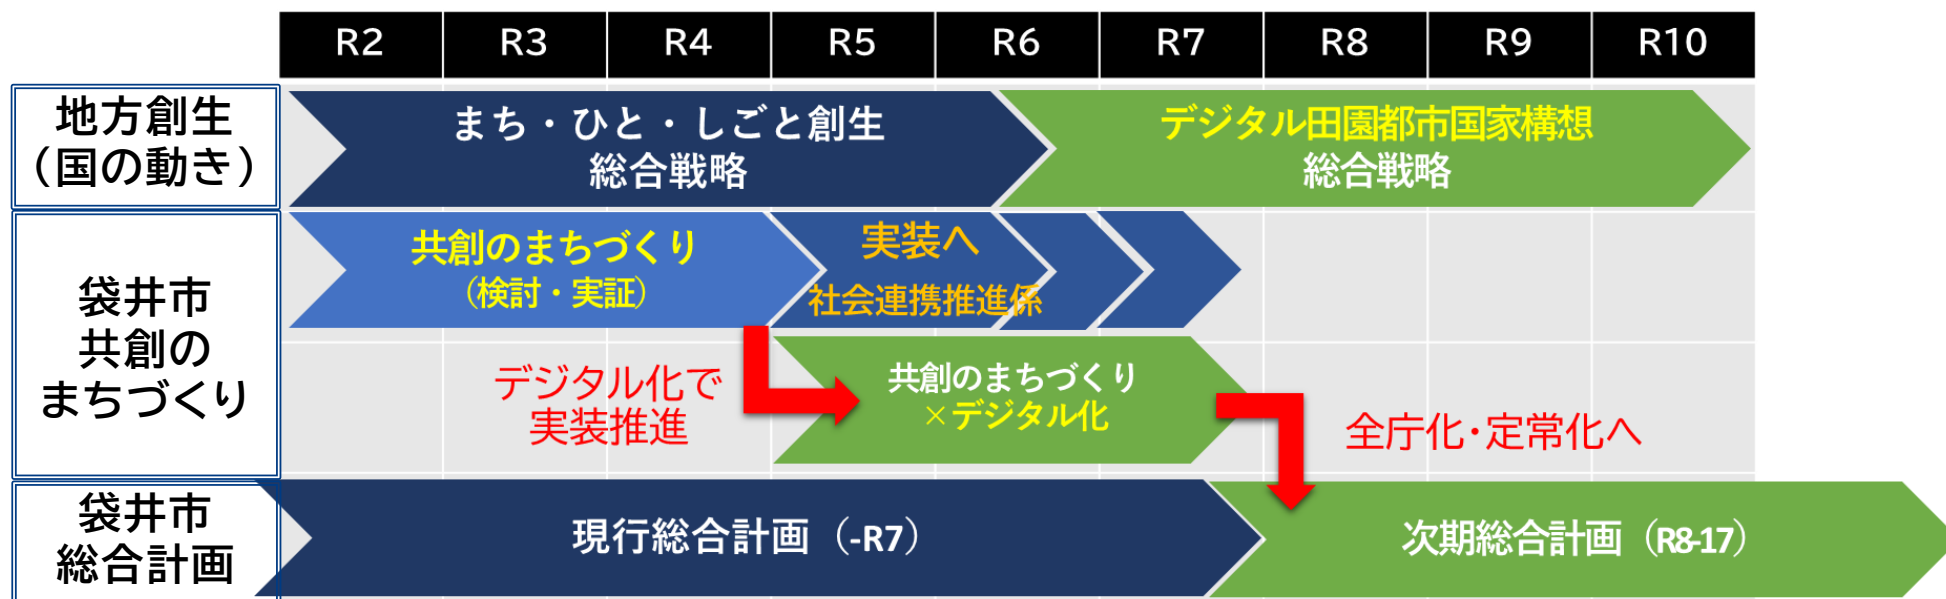 R2 R3 R4 R5 R6 R7 R8 R9 R10
地方創生
（国の動き）
まち・ひと・しごと創生
総合戦略
デジタル田園都市国家構想
総合戦略
袋井市
共創の
まちづくり
共創のまちづくり
（検討・実証）
実装へ
社会連携推進係
デジタル化で
実装推進
共創のまちづくり
×デジタル化
全庁化・定常化へ
袋井市
総合計画
現行総合計画（-R7）
次期総合計画（R8-17）